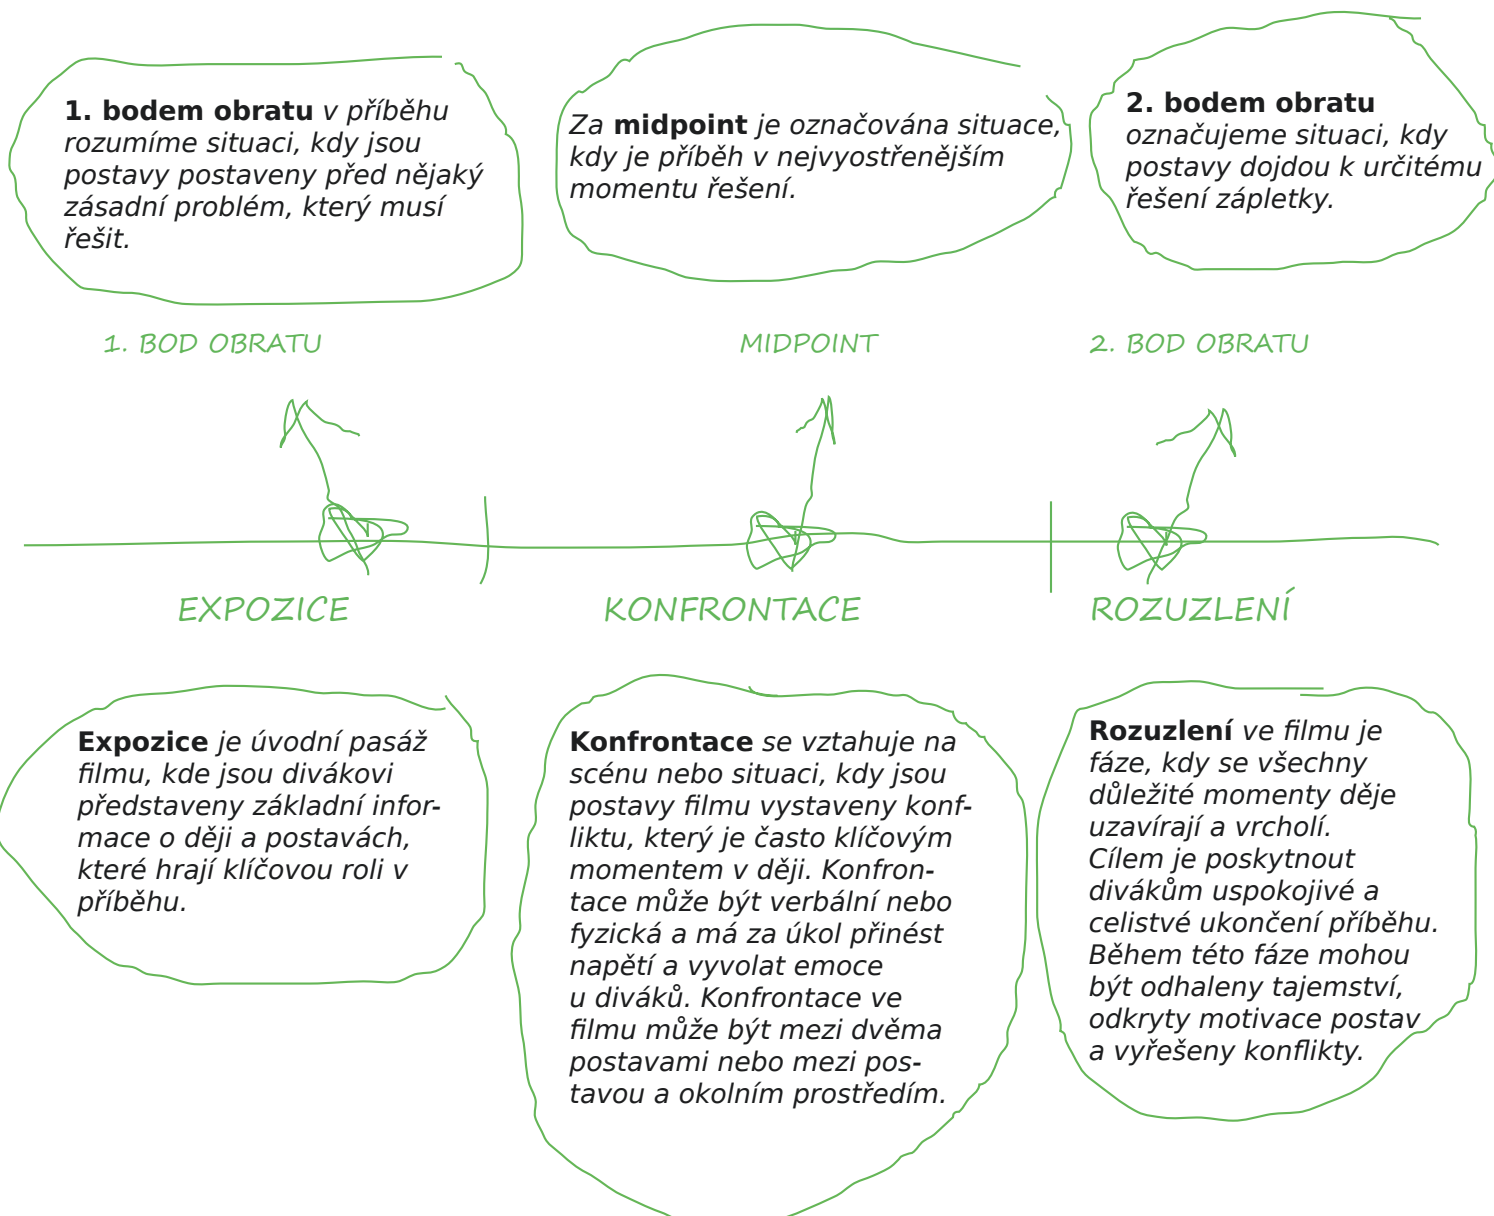 1. bodem obratu v příběhu
rozumíme situaci, kdy jsou
postavy postaveny před nějaký
zásadní problém, který musí
řešit.
Za midpoint je označována situace,
kdy je příběh v nejvyostřenějším
momentu řešení.
2. bodem obratu
označujeme situaci, kdy
postavy dojdou k určitému
řešení zápletky.
1. BOD OBRATU
MIDPOINT
2. BOD OBRATU
EXPOZICE
KONFRONTACE
ROZUZLENÍ
Expozice je úvodní pasáž
filmu, kde jsou divákovi
představeny základní infor-
mace o ději a postavách,
které hrají klíčovou roli v
příběhu.
Konfrontace se vztahuje na
scénu nebo situaci, kdy jsou
postavy filmu vystaveny konf-
liktu, který je často klíčovým
momentem v ději. Konfron-
tace může být verbální nebo
fyzická a má za úkol přinést
napětí a vyvolat emoce
u diváků. Konfrontace ve
filmu může být mezi dvěma
postavami nebo mezi pos-
tavou a okolním prostředím.
Rozuzlení ve filmu je
fáze, kdy se všechny
důležité momenty děje
uzavírají a vrcholí.
Cílem je poskytnout
divákům uspokojivé a
celistvé ukončení příběhu.
Během této fáze mohou
být odhaleny tajemství,
odkryty motivace postav
a vyřešeny konflikty.